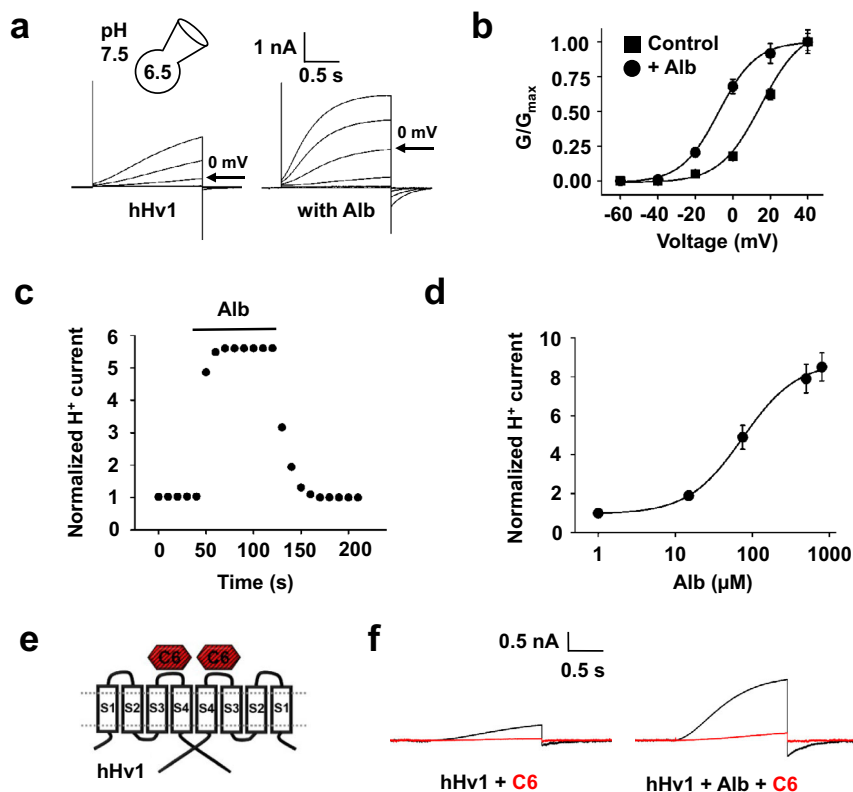 a
pH
7.5
6.5
1 nA
0.5 s
0 mV
0 mV
hHv1
with Alb
b
Control
+ Alb
G/Gmax
1.00
0.75
0.50
0.25
0.00
-60 -40 -20 0 20 40
Voltage (mV)
c
Alb
Normalized H⁺ current
6
5
4
3
2
1
0
0 50 100 150 200
Time (s)
d
Normalized H⁺ current
10
8
6
4
2
0
1 10 100 1000
Alb (µM)
e
C6 C6
S1 S2 S3 S4 S4 S3 S2 S1
hHv1
f
0.5 nA
0.5 s
hHv1 + C6
hHv1 + Alb + C6